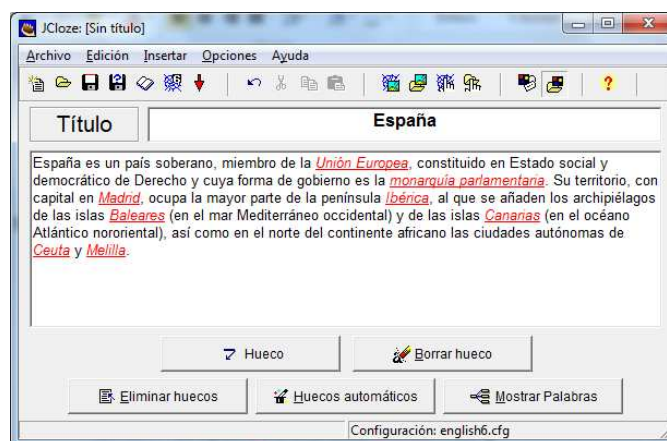 JCloze: [Sin título]
Archivo Edición Insertar Opciones Ayuda
Título España
España es un país soberano, miembro de la Unión Europea, constituido en Estado social y
democrático de Derecho y cuya forma de gobierno es la monarquía parlamentaria. Su territorio, con
capital en Madrid, ocupa la mayor parte de la península Ibérica, al que se añaden los archipiélagos
de las islas Baleares (en el mar Mediterráneo occidental) y de las islas Canarias (en el océano
Atlántico nororiental), así como en el norte del continente africano las ciudades autónomas de
Ceuta y Melilla.
Hueco Borrar hueco
Eliminar huecos Huecos automáticos Mostrar Palabras
Configuración: english6.cfg